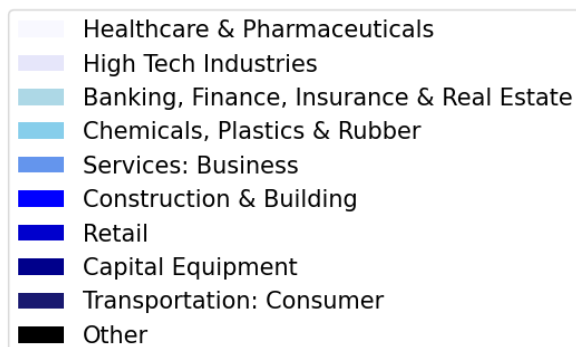 Healthcare & Pharmaceuticals
High Tech Industries
Banking, Finance, Insurance & Real Estate
Chemicals, Plastics & Rubber
Services: Business
Construction & Building
Retail
Capital Equipment
Transportation: Consumer
Other